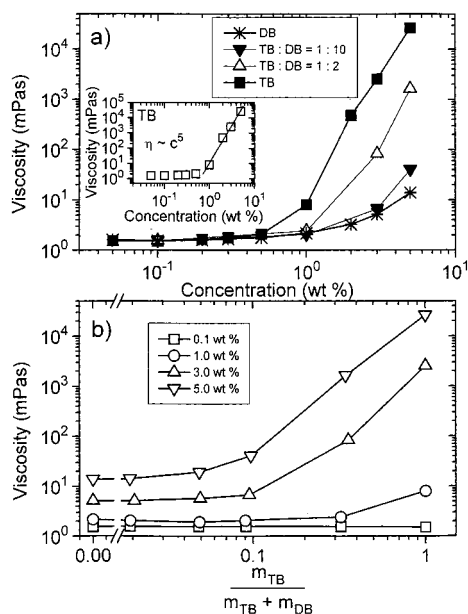 a)
DB
TB : DB = 1 : 10
TB : DB = 1 : 2
TB
Viscosity (mPas)
10^4
10^3
10^2
10^1
10^0
TB
η ~ c^5
Viscosity (mPas)
10^5
10^4
10^3
10^2
10^1
10^0
10^-1 10^0 10^1
Concentration (wt %)
10^-1 10^0 10^1
Concentration (wt %)
b)
0.1 wt %
1.0 wt %
3.0 wt %
5.0 wt %
Viscosity (mPas)
10^4
10^3
10^2
10^1
10^0
0.00 0.1 1
m_TB
m_TB + m_DB